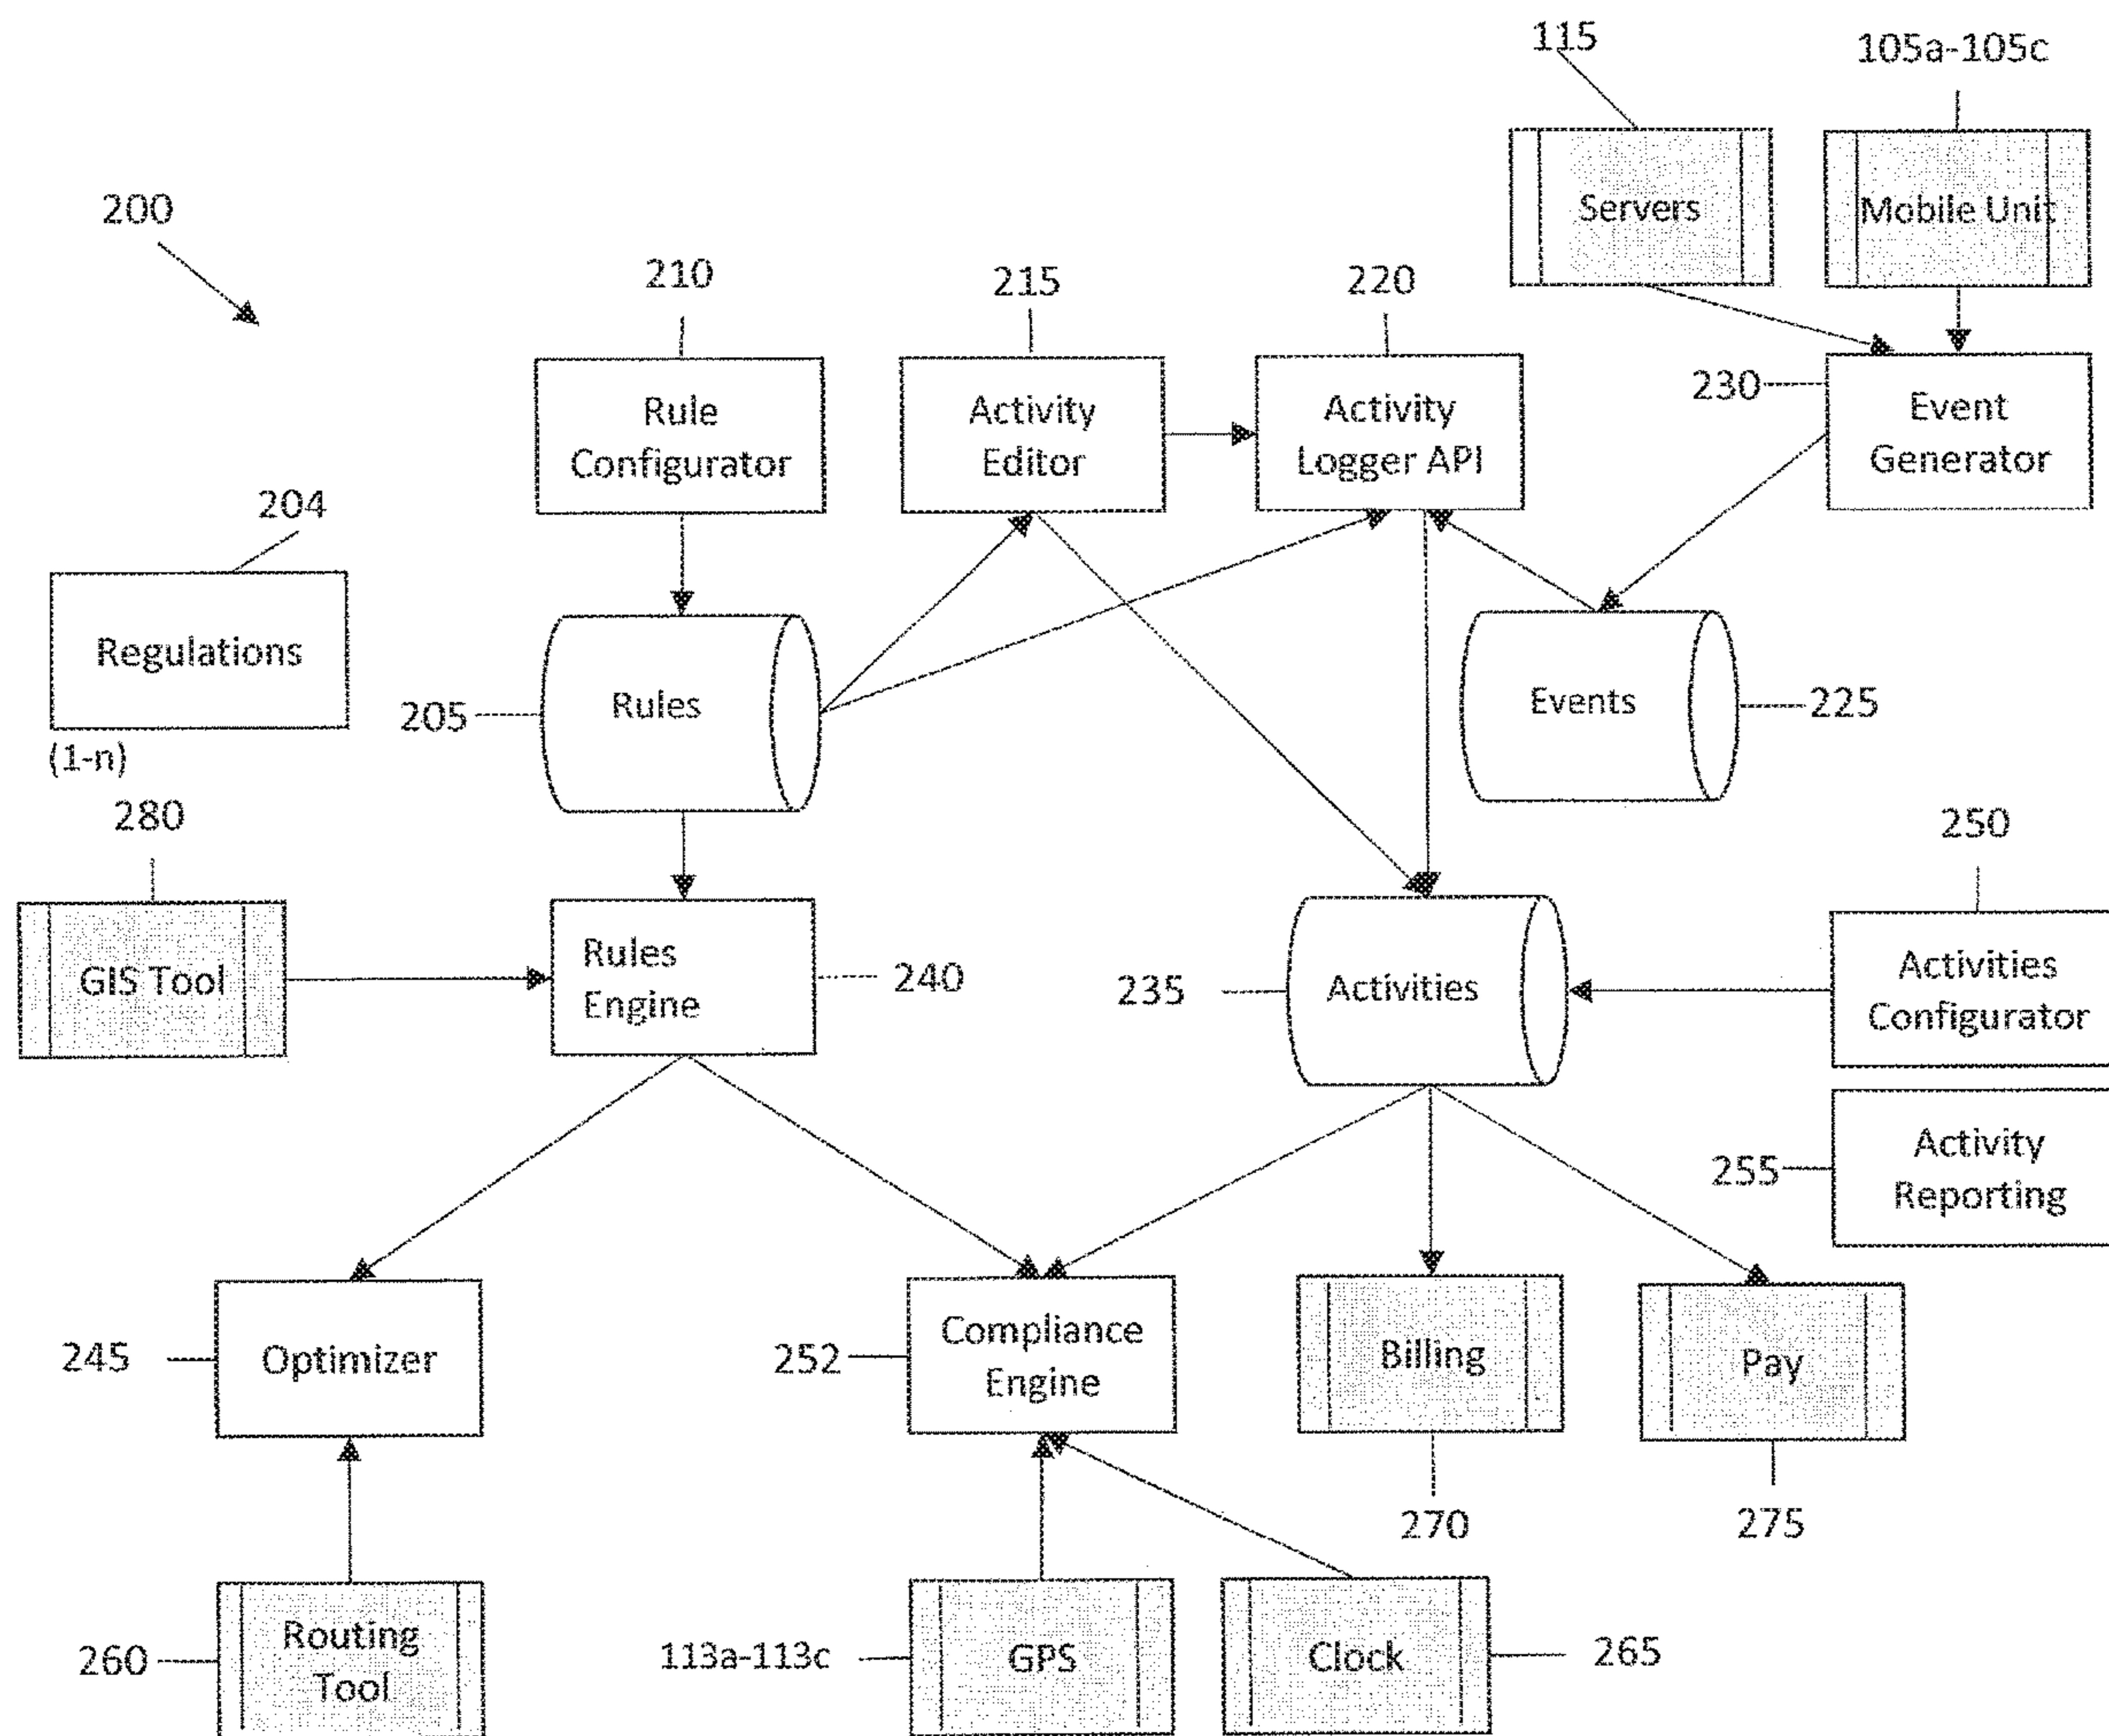 115
105a-105c
Servers
Mobile Unit
200
210
215
220
230
Rule
Configurator
Activity
Editor
Activity
Logger API
Event
Generator
204
Regulations
(1-n)
205
Rules
Events
225
280
250
GIS Tool
Rules
Engine
240
235
Activities
Activities
Configurator
255
Activity
Reporting
245
Optimizer
252
Compliance
Engine
Billing
Pay
270
275
260
Routing
Tool
113a-113c
GPS
Clock
265